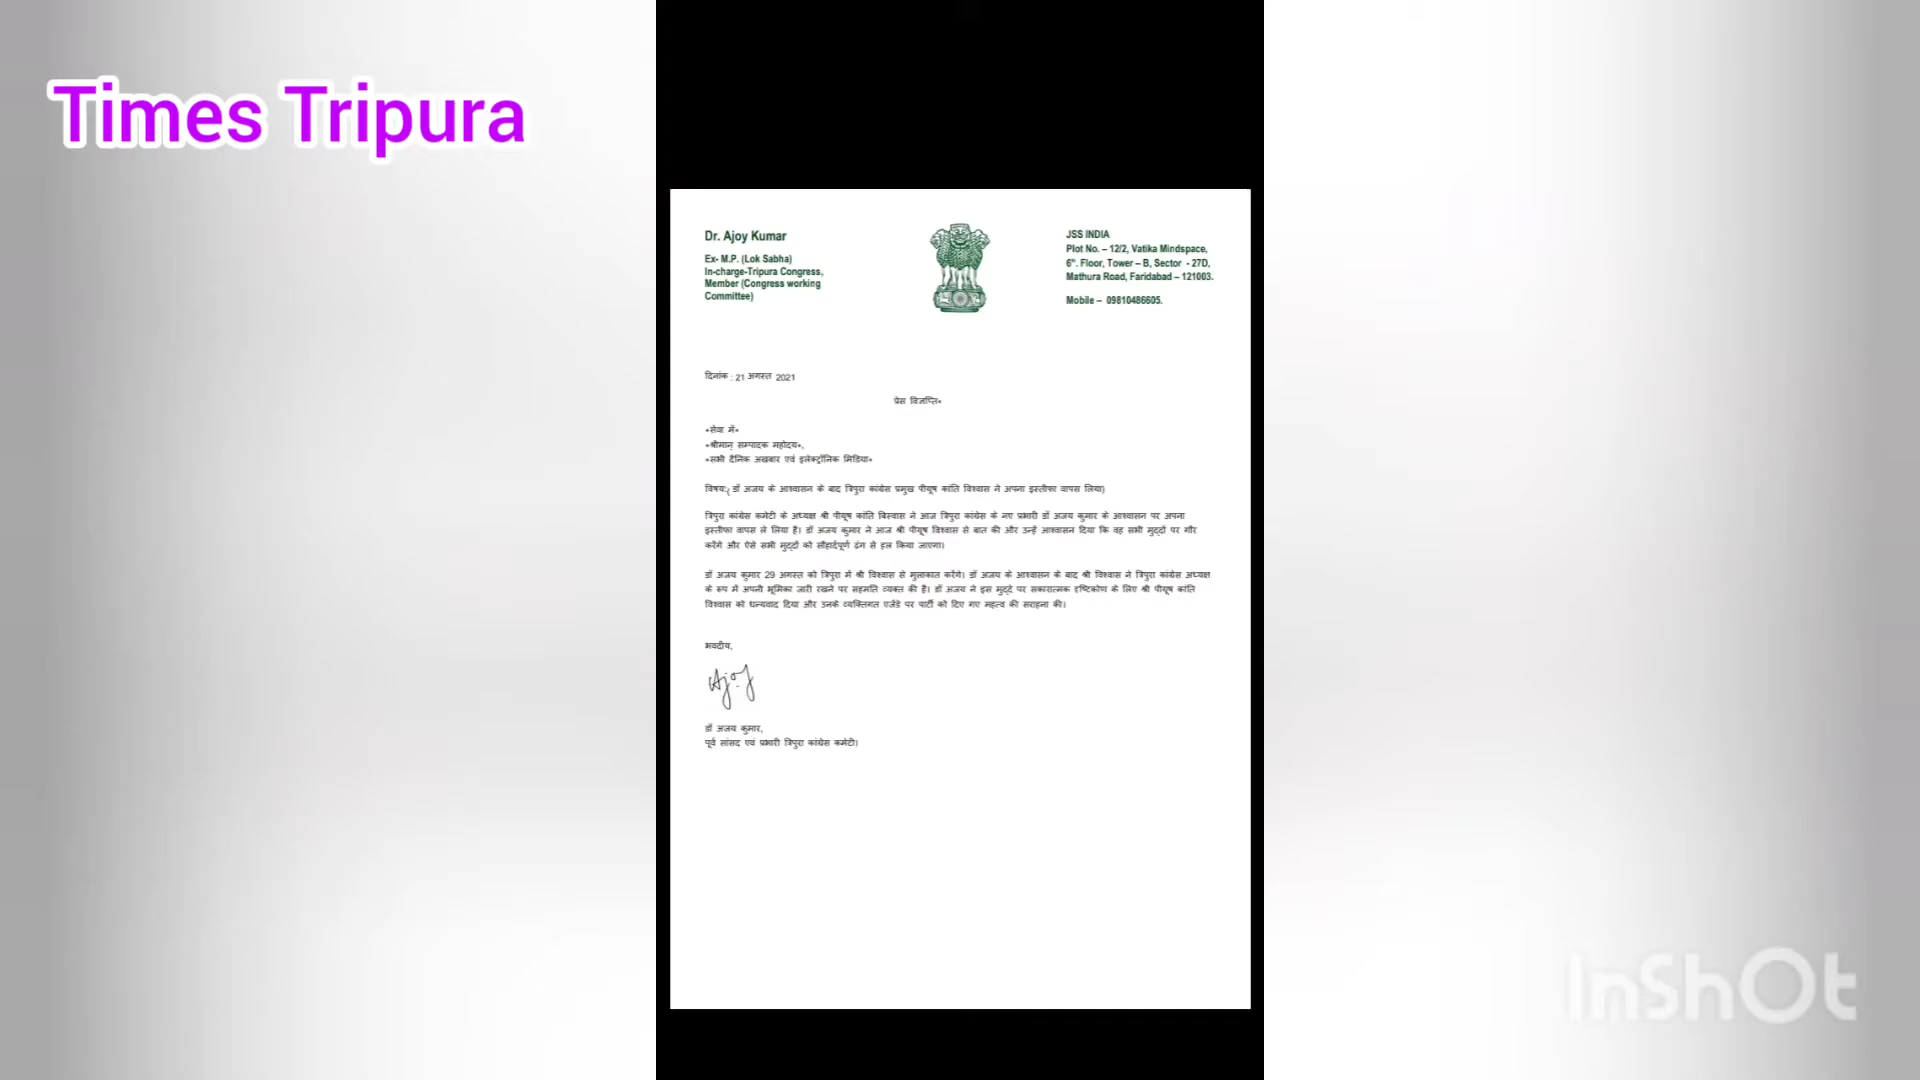 Times Tripura
Dr. Ajoy Kumar
Ex- M.P. (Lok Sabha)
In-charge-Tripura Congress,
Member (Congress working
Committee)
JSS INDIA
Plot No. – 12/2, Vatika Mindspace,
6th. Floor, Tower – B, Sector - 27D,
Mathura Road, Faridabad – 121003.
Mobile – 09810486605.
दिनांक : 21 अगस्त 2021
प्रेस विज्ञप्ति*
*सेवा में*
*श्रीमान् सम्पादक महोदय*,
*सभी दैनिक अखबार एवं इलेक्ट्रॉनिक मिडिया*
विषय:( डॉ अजय के आश्वासन के बाद त्रिपुरा कांग्रेस प्रमुख पीयूष कांति विश्वास ने अपना इस्तीफा वापस लिया)
त्रिपुरा कांग्रेस कमेटी के अध्यक्ष श्री पीयूष कांति बिस्वास ने आज त्रिपुरा कांग्रेस के नए प्रभारी डॉ अजय कुमार के आश्वासन पर अपना
इस्तीफा वापस ले लिया है। डॉ अजय कुमार ने आज श्री पीयूष विश्वास से बात की और उन्हें आश्वासन दिया कि वह सभी मुद्दों पर गौर
करेंगे और ऐसे सभी मुद्दों को सौहार्दपूर्ण ढंग से हल किया जाएगा।
डॉ अजय कुमार 29 अगस्त को त्रिपुरा में श्री विश्वास से मुलाकात करेंगे। डॉ अजय के आश्वासन के बाद श्री विश्वास ने त्रिपुरा कांग्रेस अध्यक्ष
के रूप में अपनी भूमिका जारी रखने पर सहमति व्यक्त की है। डॉ अजय ने इस मुद्दे पर सकारात्मक दृष्टिकोण के लिए श्री पीयूष कांति
विश्वास को धन्यवाद दिया और उनके व्यक्तिगत एजेंडे पर पार्टी को दिए गए महत्व की सराहना की।
भवदीय,
Ajoy
डॉ अजय कुमार,
पूर्व सांसद एवं प्रभारी त्रिपुरा कांग्रेस कमेटी।
InShOt